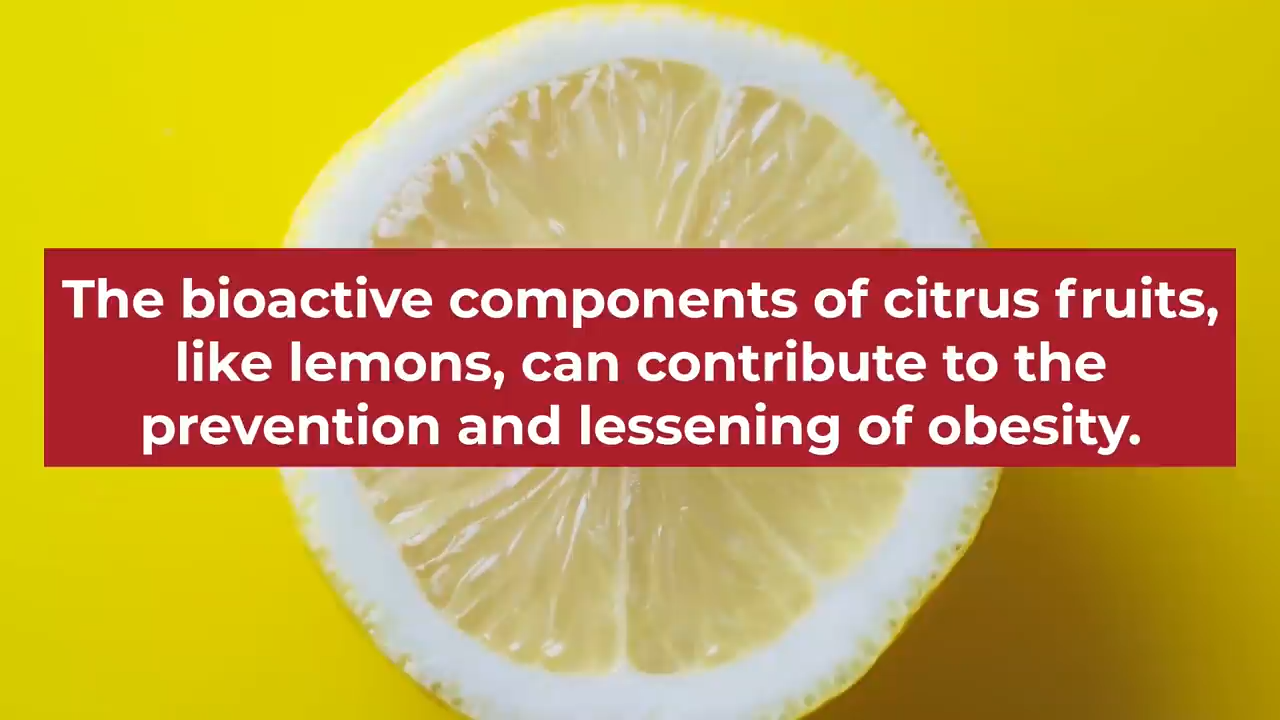 The bioactive components of citrus fruits,
like lemons, can contribute to the
prevention and lessening of obesity.